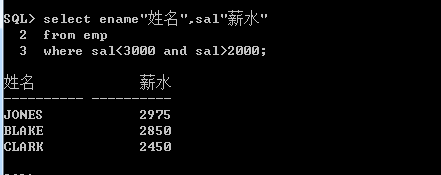 SQL> select ename"姓名",sal"薪水"
2 from emp
3 where sal<3000 and sal>2000;
姓名 薪水
---------- ----------
JONES 2975
BLAKE 2850
CLARK 2450